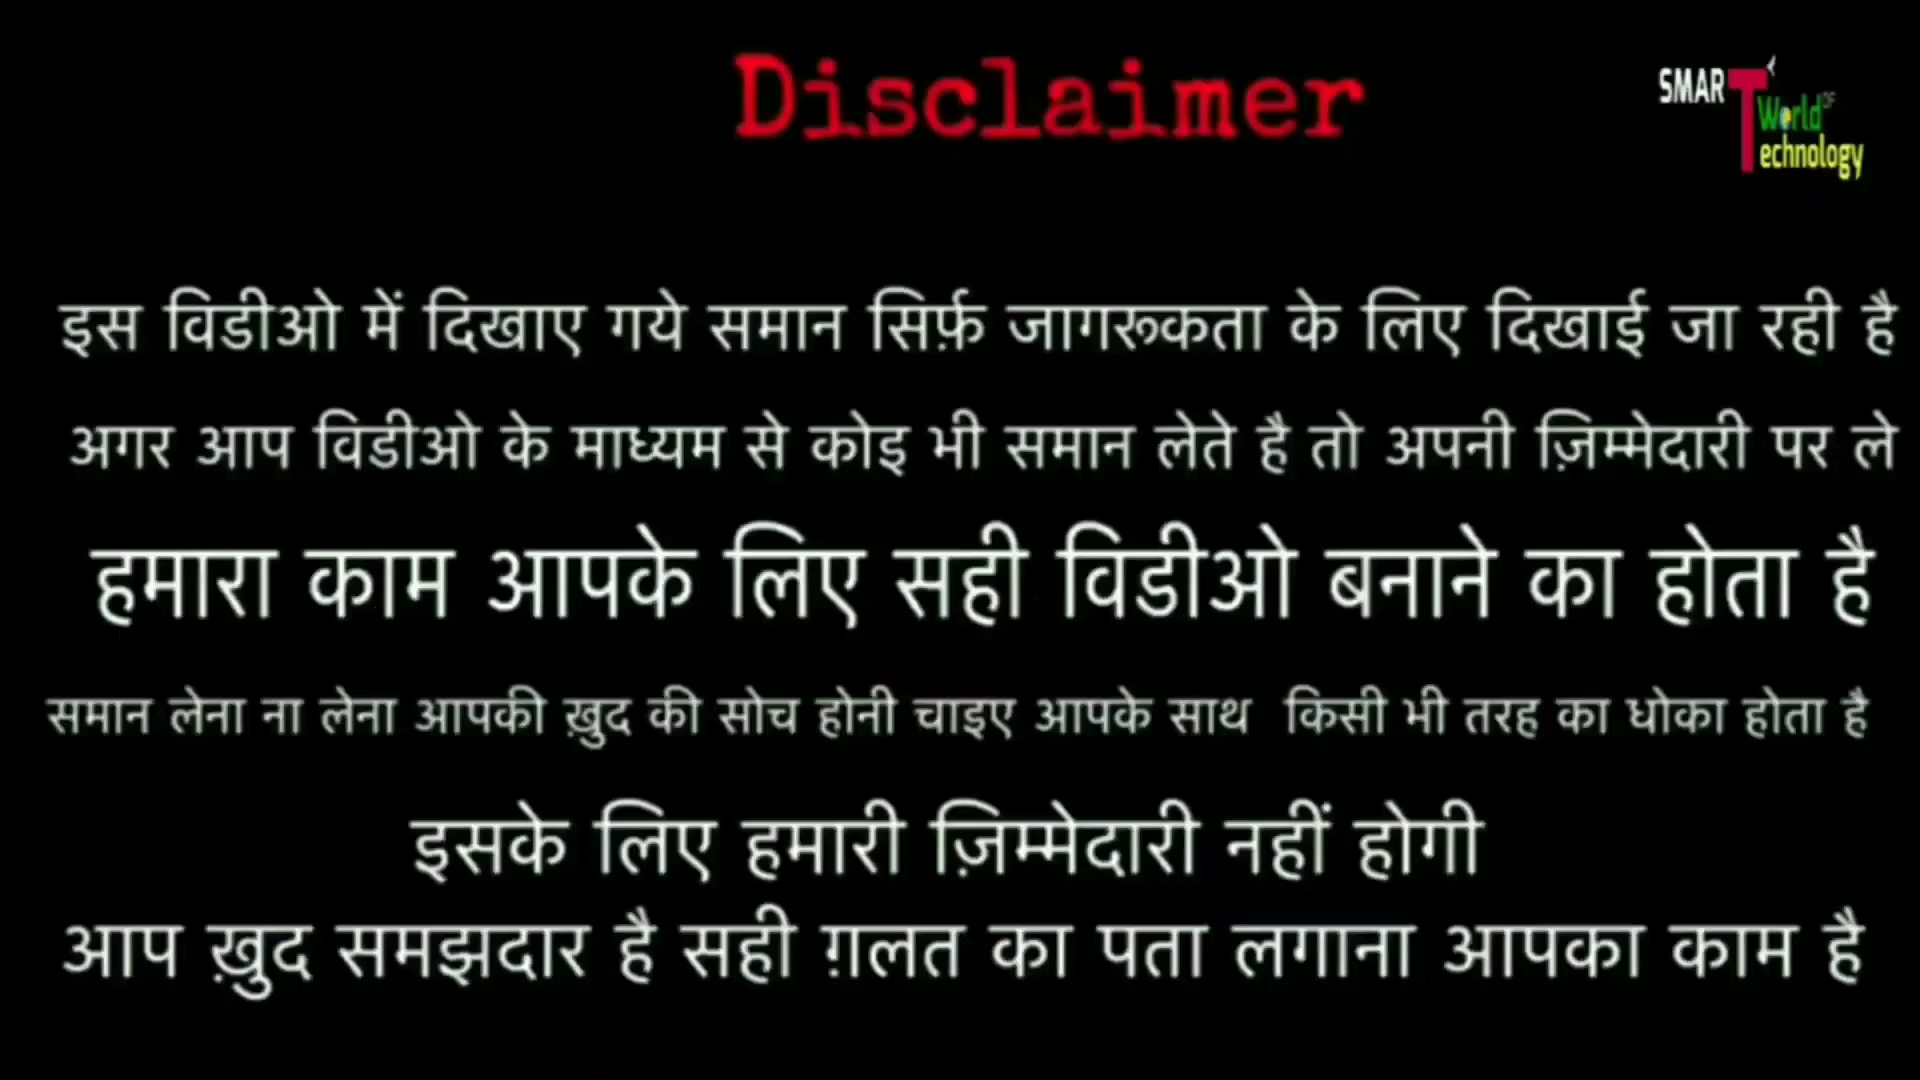 Disclaimer
SMART World OF Technology
इस विडीओ में दिखाए गये समान सिर्फ़ जागरूकता के लिए दिखाई जा रही है
अगर आप विडीओ के माध्यम से कोइ भी समान लेते है तो अपनी ज़िम्मेदारी पर ले
हमारा काम आपके लिए सही विडीओ बनाने का होता है
समान लेना ना लेना आपकी ख़ुद की सोच होनी चाइए आपके साथ किसी भी तरह का धोका होता है
इसके लिए हमारी ज़िम्मेदारी नहीं होगी
आप ख़ुद समझदार है सही ग़लत का पता लगाना आपका काम है